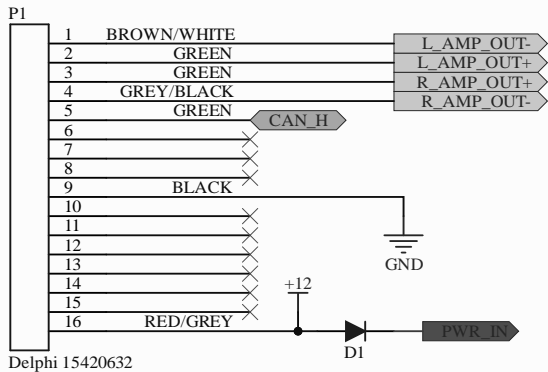 P1
1 BROWN/WHITE L_AMP_OUT-
2 GREEN L_AMP_OUT+
3 GREEN R_AMP_OUT+
4 GREY/BLACK R_AMP_OUT-
5 GREEN CAN_H
6
7
8
9 BLACK
10
11
GND
12
13
+12
14
15
16 RED/GREY PWR_IN
D1
Delphi 15420632